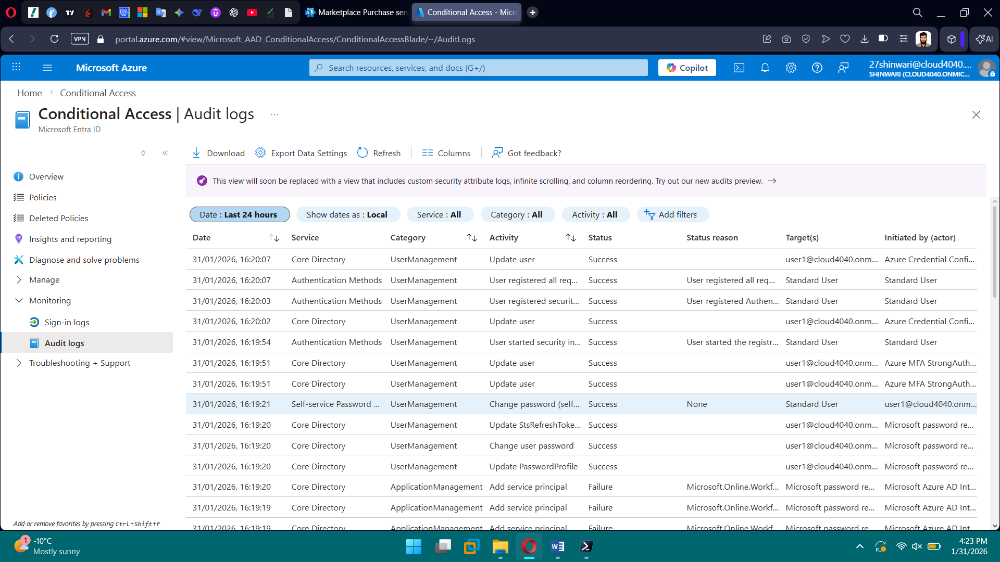 Marketplace Purchase serv
Conditional Access - Micro
VPN
portal.azure.com/#view/Microsoft_AAD_ConditionalAccess/ConditionalAccessBlade/~/AuditLogs
AI
Microsoft Azure
Search resources, services, and docs (G+/)
Copilot
27shinwari@cloud4040....
SHINWARI (CLOUD4040.ONMIC...
Home
Conditional Access
Conditional Access | Audit logs
...
Microsoft Entra ID
Download
Export Data Settings
Refresh
Columns
Got feedback?
Overview
Policies
Deleted Policies
Insights and reporting
Diagnose and solve problems
Manage
Monitoring
Sign-in logs
Audit logs
Troubleshooting + Support
Add or remove favorites by pressing Ctrl+Shift+F
This view will soon be replaced with a view that includes custom security attribute logs, infinite scrolling, and column reordering. Try out our new audits preview. →
Date : Last 24 hours
Show dates as : Local
Service : All
Category : All
Activity : All
Add filters
Date Service Category Activity Status Status reason Target(s) Initiated by (actor)
31/01/2026, 16:20:07 Core Directory UserManagement Update user Success user1@cloud4040.onm... Azure Credential Confi...
31/01/2026, 16:20:07 Authentication Methods UserManagement User registered all req... Success User registered all req... Standard User Standard User
31/01/2026, 16:20:03 Authentication Methods UserManagement User registered securit... Success User registered Authen... Standard User Standard User
31/01/2026, 16:20:02 Core Directory UserManagement Update user Success user1@cloud4040.onm... Azure Credential Confi...
31/01/2026, 16:19:54 Authentication Methods UserManagement User started security in... Success User started the registr... Standard User Standard User
31/01/2026, 16:19:51 Core Directory UserManagement Update user Success user1@cloud4040.onm... Azure MFA StrongAuth...
31/01/2026, 16:19:51 Core Directory UserManagement Update user Success user1@cloud4040.onm... Azure MFA StrongAuth...
31/01/2026, 16:19:21 Self-service Password ... UserManagement Change password (self... Success None Standard User user1@cloud4040.onm...
31/01/2026, 16:19:20 Core Directory UserManagement Update StsRefreshToke... Success user1@cloud4040.onm... Microsoft password re...
31/01/2026, 16:19:20 Core Directory UserManagement Change user password Success user1@cloud4040.onm... Microsoft password re...
31/01/2026, 16:19:20 Core Directory UserManagement Update PasswordProfile Success user1@cloud4040.onm... Microsoft password re...
31/01/2026, 16:19:20 Core Directory ApplicationManagement Add service principal Failure Microsoft.Online.Workf... Microsoft password re... Microsoft Azure AD Int...
31/01/2026, 16:19:19 Core Directory ApplicationManagement Add service principal Failure Microsoft.Online.Workf... Microsoft password re... Microsoft Azure AD Int...
31/01/2026, 16:19:19 Core Directory ApplicationManagement Add service principal Failure Microsoft.Online.Workf... Microsoft password re... Microsoft Azure AD Int...
1
-10°C
Mostly sunny
4:23 PM
1/31/2026